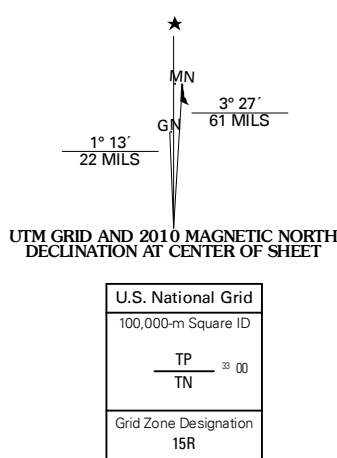 ★
MN
3° 27´
61 MILS
GN
1° 13´
22 MILS
UTM GRID AND 2010 MAGNETIC NORTH
DECLINATION AT CENTER OF SHEET
U.S. National Grid
100,000-m Square ID
TP
33 00
TN
Grid Zone Designation
15R